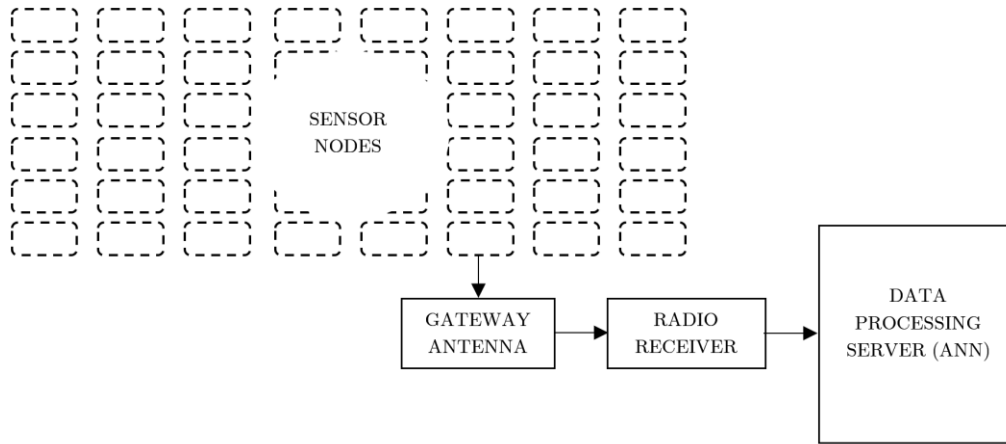 SENSOR
NODES
GATEWAY
ANTENNA
RADIO
RECEIVER
DATA
PROCESSING
SERVER (ANN)